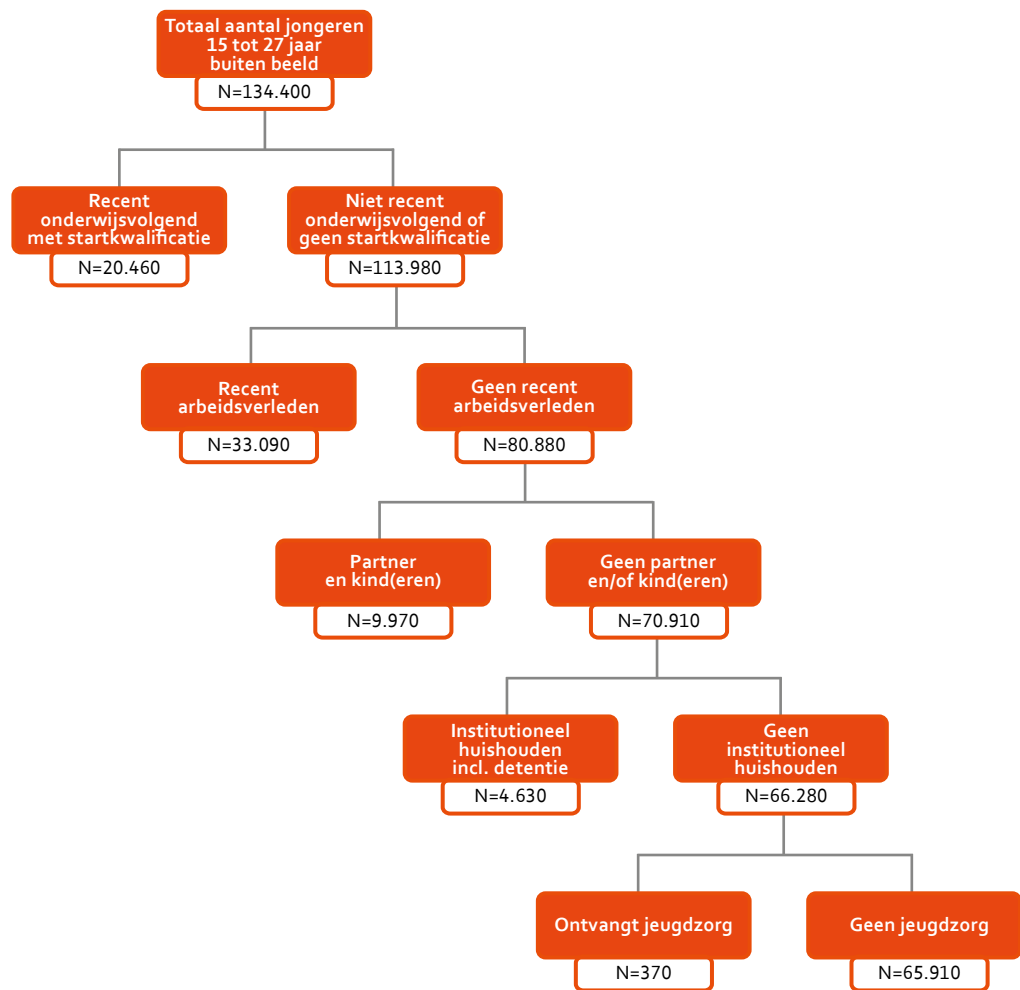 Totaal aantal jongeren
15 tot 27 jaar
buiten beeld
N=134.400
Recent
onderwijsvolgend
met startkwalificatie
N=20.460
Niet recent
onderwijsvolgend of
geen startkwalificatie
N=113.980
Recent
arbeidsverleden
N=33.090
Geen recent
arbeidsverleden
N=80.880
Partner
en kind(eren)
N=9.970
Geen partner
en/of kind(eren)
N=70.910
Institutioneel
huishouden
incl. detentie
N=4.630
Geen
institutioneel
huishouden
N=66.280
Ontvangt jeugdzorg
N=370
Geen jeugdzorg
N=65.910